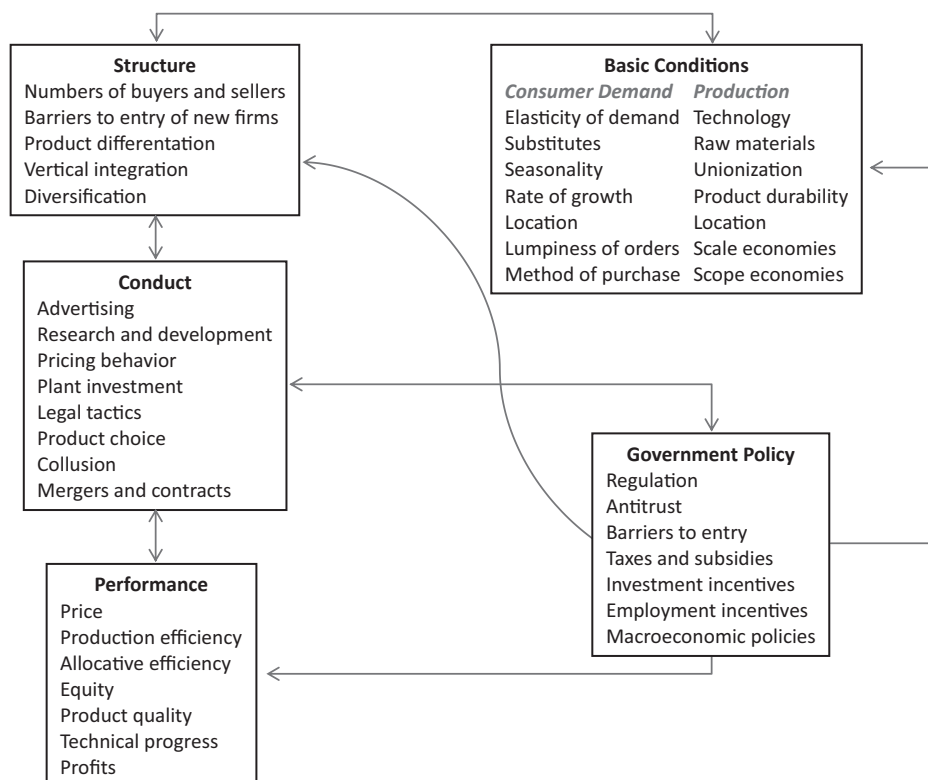 Structure
Numbers of buyers and sellers
Barriers to entry of new firms
Product differentation
Vertical integration
Diversification
Basic Conditions
Consumer Demand Production
Elasticity of demand Technology
Substitutes Raw materials
Seasonality Unionization
Rate of growth Product durability
Location Location
Lumpiness of orders Scale economies
Method of purchase Scope economies
Conduct
Advertising
Research and development
Pricing behavior
Plant investment
Legal tactics
Product choice
Collusion
Mergers and contracts
Government Policy
Regulation
Antitrust
Barriers to entry
Taxes and subsidies
Investment incentives
Employment incentives
Macroeconomic policies
Performance
Price
Production efficiency
Allocative efficiency
Equity
Product quality
Technical progress
Profits